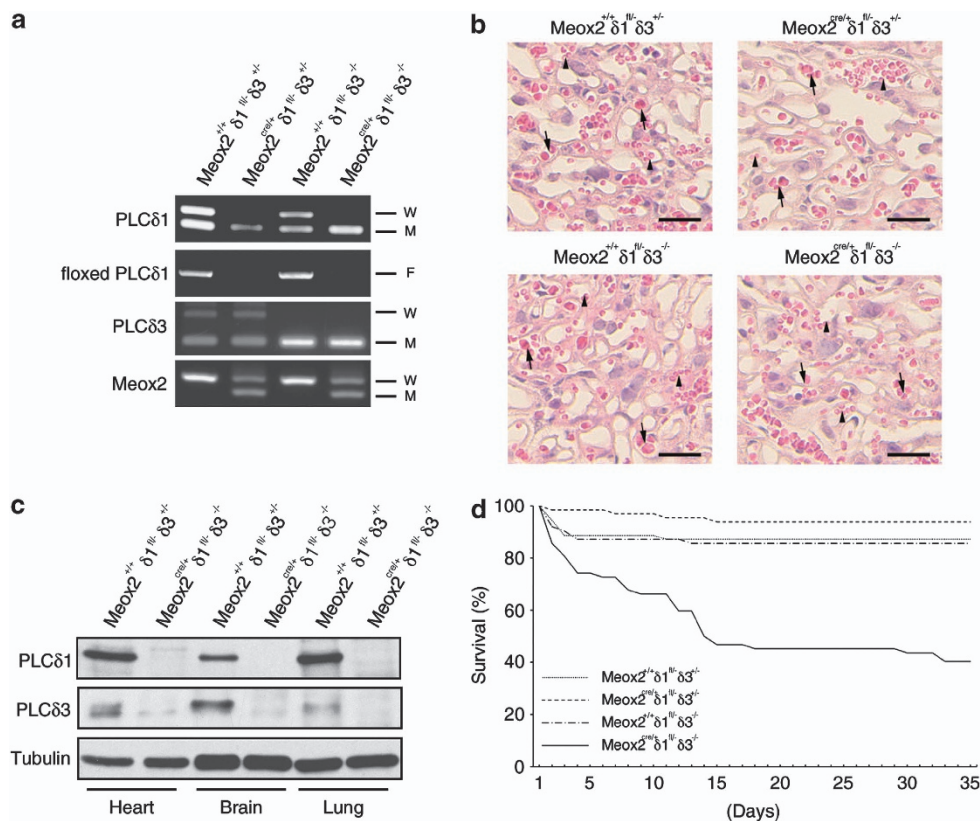 a
Meox2+/+ δ1fl/- δ3+/-
Meox2cre/+ δ1fl/- δ3+/-
Meox2+/+ δ1fl/- δ3-/-
Meox2cre/+ δ1fl/- δ3-/-
PLCδ1
W
M
floxed PLCδ1
F
PLCδ3
W
M
Meox2
W
M
b
Meox2+/+δ1fl/-δ3+/-
Meox2cre/+δ1fl/-δ3+/-
Meox2+/+δ1fl/-δ3-/-
Meox2cre/+δ1fl/-δ3-/-
c
Meox2+/+ δ1fl/- δ3+/-
Meox2cre/+ δ1fl/- δ3-/-
Meox2+/+ δ1fl/- δ3+/-
Meox2cre/+ δ1fl/- δ3-/-
Meox2+/+ δ1fl/- δ3-/-
Meox2cre/+ δ1fl/- δ3-/-
PLCδ1
PLCδ3
Tubulin
Heart
Brain
Lung
d
Survival (%)
100
80
60
40
20
0
Meox2+/+δ1fl/-δ3+/-
Meox2cre/+δ1fl/-δ3+/-
Meox2+/+δ1fl/-δ3-/-
Meox2cre/+δ1fl/-δ3-/-
1 5 10 15 20 25 30 35
(Days)